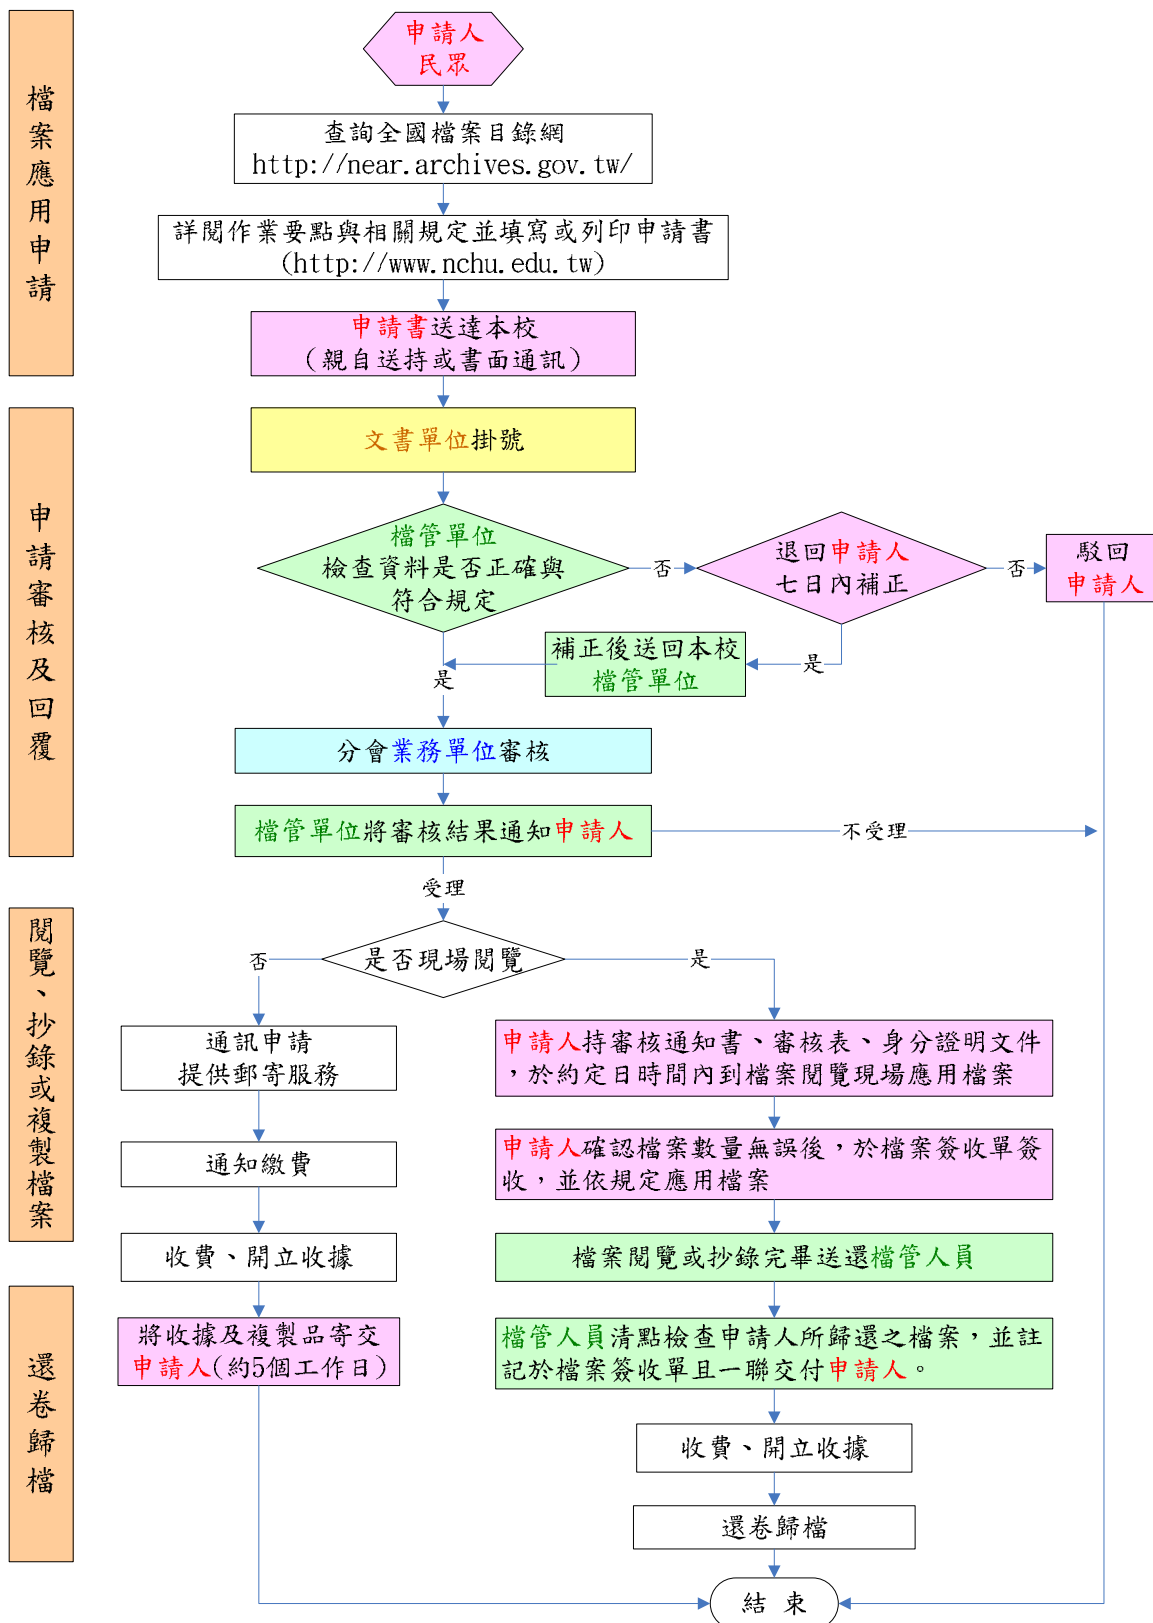 檔案應用申請
申請人
民眾
查詢全國檔案目錄網
http://near.archives.gov.tw/
詳閱作業要點與相關規定並填寫或列印申請書
(http://www.nchu.edu.tw)
申請書送達本校
(親自送持或書面通訊)
申請審核及回覆
文書單位掛號
檔管單位
檢查資料是否正確與
符合規定
否
退回申請人
七日內補正
否
駁回
申請人
是
補正後送回本校
檔管單位
是
分會業務單位審核
檔管單位將審核結果通知申請人
不受理
受理
閱覽、抄錄或複製檔案
是否現場閱覽
否
是
通訊申請
提供郵寄服務
通知繳費
收費、開立收據
申請人持審核通知書、審核表、身分證明文件
，於約定日時間內到檔案閱覽現場應用檔案
申請人確認檔案數量無誤後，於檔案簽收單簽
收，並依規定應用檔案
檔案閱覽或抄錄完畢送還檔管人員
還卷歸檔
將收據及複製品寄交
申請人(約5個工作日)
檔管人員清點檢查申請人所歸還之檔案，並註
記於檔案簽收單且一聯交付申請人。
收費、開立收據
還卷歸檔
結 束